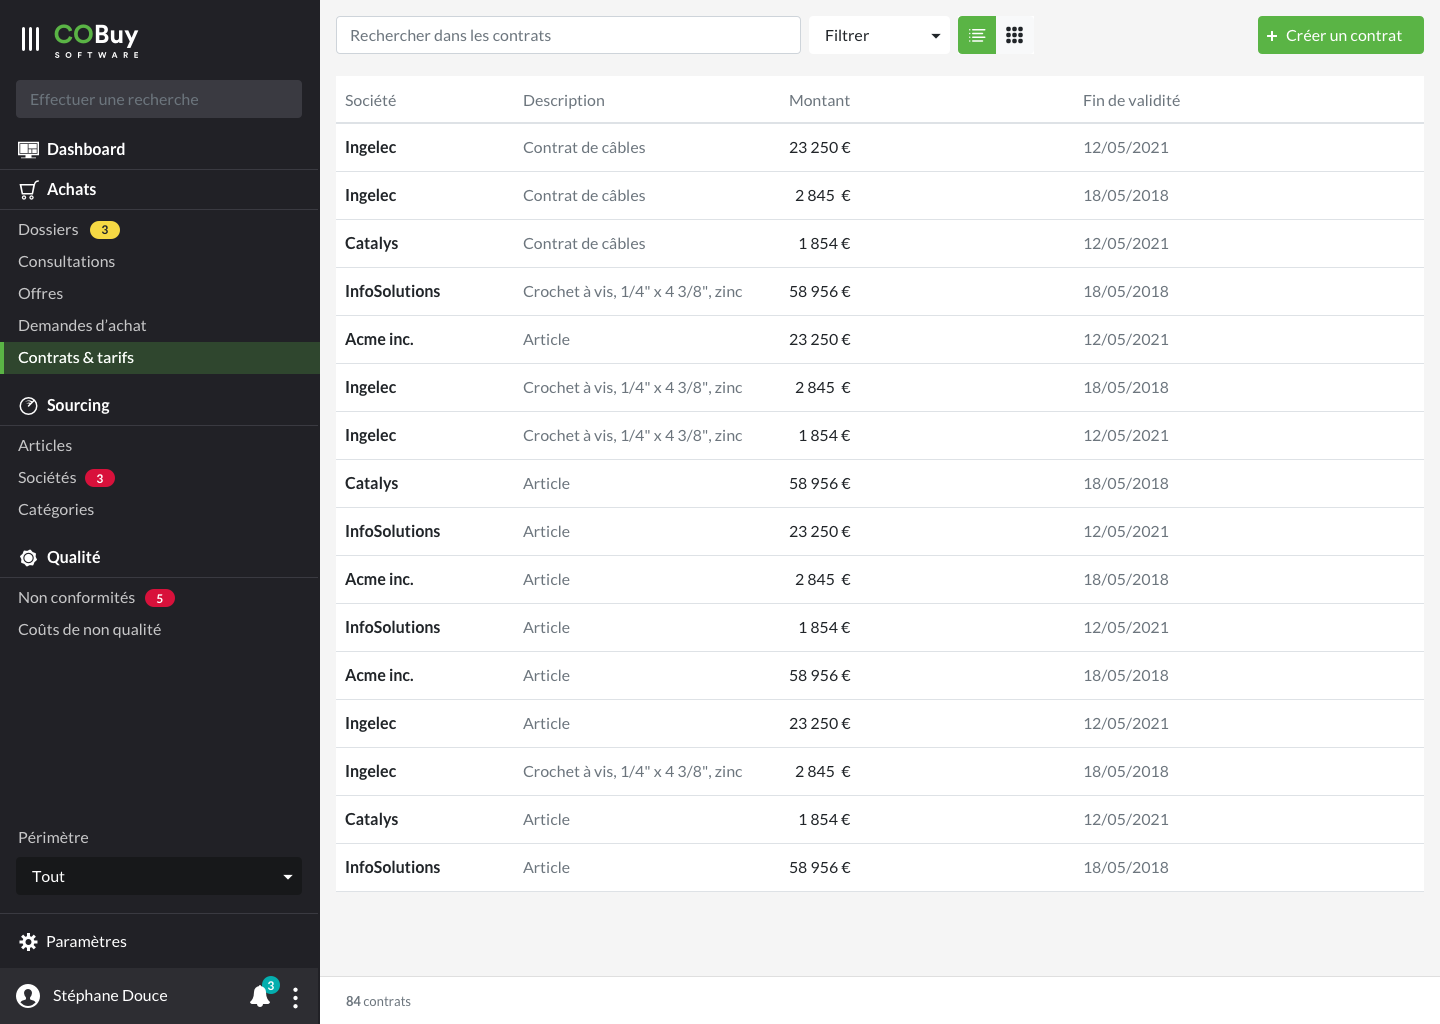 COBuy
SOFTWARE
Effectuer une recherche
Dashboard
Achats
Dossiers 3
Consultations
Offres
Demandes d’achat
Contrats & tarifs
Sourcing
Articles
Sociétés 3
Catégories
Qualité
Non conformités 5
Coûts de non qualité
Périmètre
Tout
Paramètres
Stéphane Douce 3
Rechercher dans les contrats Filtrer + Créer un contrat
Société Description Montant Fin de validité
Ingelec Contrat de câbles 23 250 € 12/05/2021
Ingelec Contrat de câbles 2 845 € 18/05/2018
Catalys Contrat de câbles 1 854 € 12/05/2021
InfoSolutions Crochet à vis, 1/4" x 4 3/8", zinc 58 956 € 18/05/2018
Acme inc. Article 23 250 € 12/05/2021
Ingelec Crochet à vis, 1/4" x 4 3/8", zinc 2 845 € 18/05/2018
Ingelec Crochet à vis, 1/4" x 4 3/8", zinc 1 854 € 12/05/2021
Catalys Article 58 956 € 18/05/2018
InfoSolutions Article 23 250 € 12/05/2021
Acme inc. Article 2 845 € 18/05/2018
InfoSolutions Article 1 854 € 12/05/2021
Acme inc. Article 58 956 € 18/05/2018
Ingelec Article 23 250 € 12/05/2021
Ingelec Crochet à vis, 1/4" x 4 3/8", zinc 2 845 € 18/05/2018
Catalys Article 1 854 € 12/05/2021
InfoSolutions Article 58 956 € 18/05/2018
84 contrats